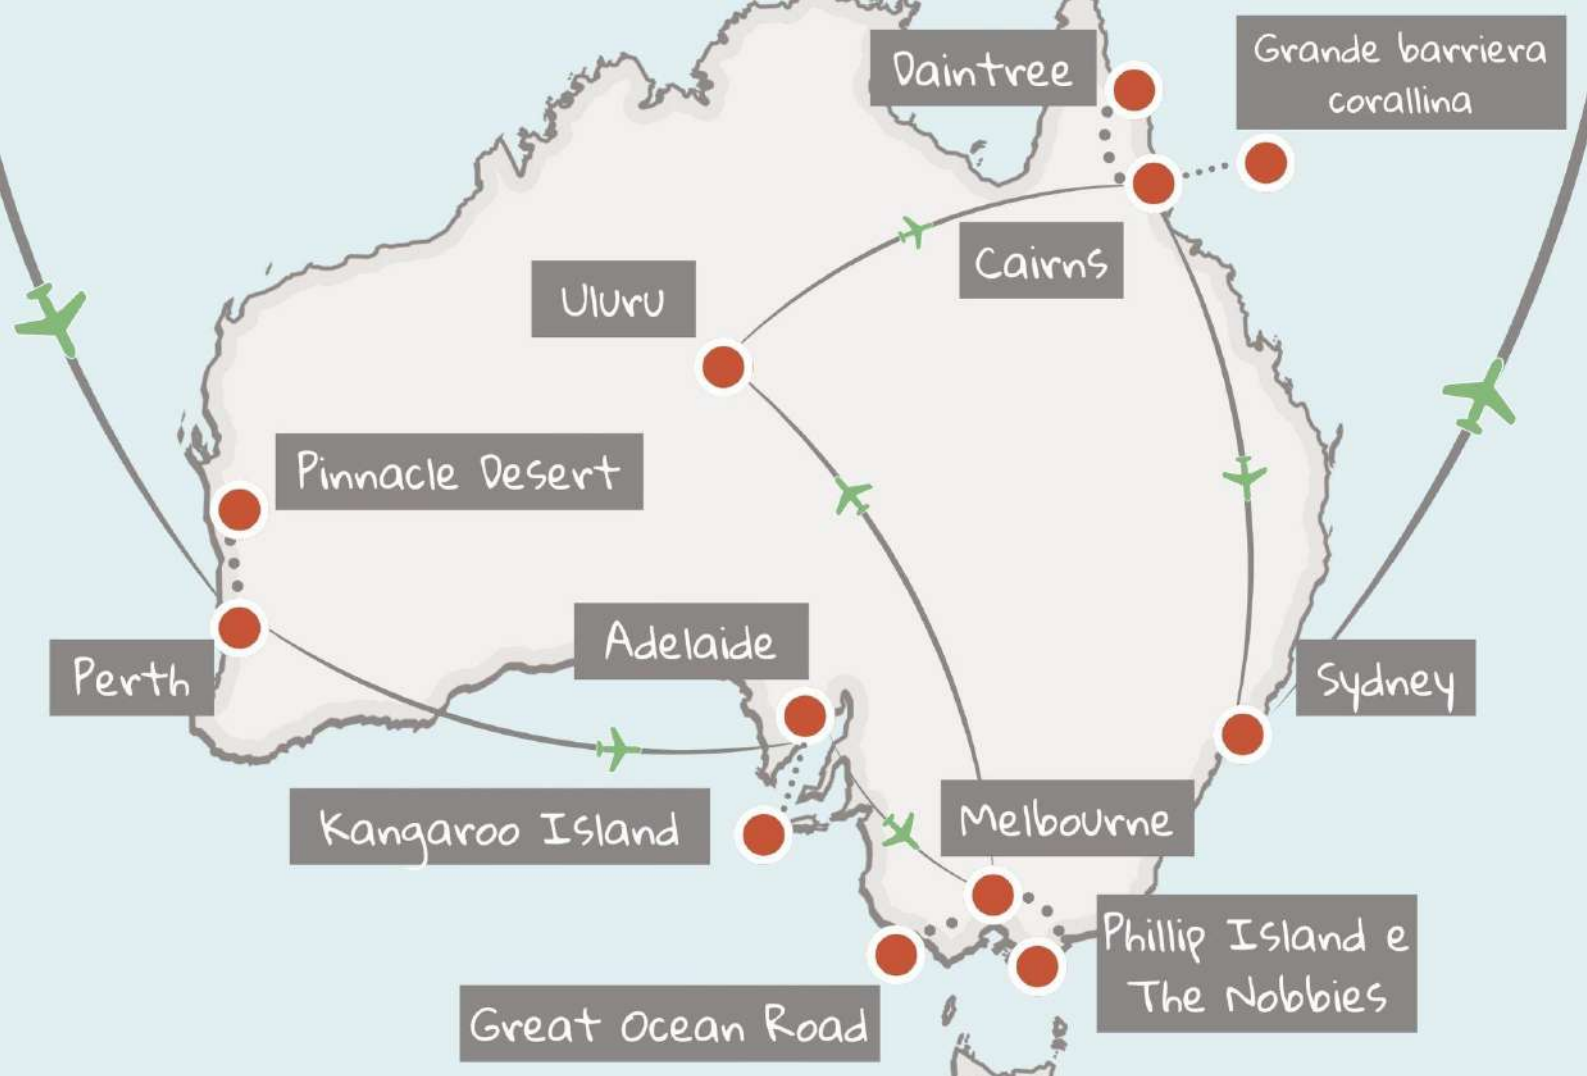 Daintree
Grande barriera
corallina
Cairns
Uluru
Pinnacle Desert
Adelaide
Perth
Sydney
Kangaroo Island
Melbourne
Phillip Island e
The Nobbies
Great Ocean Road